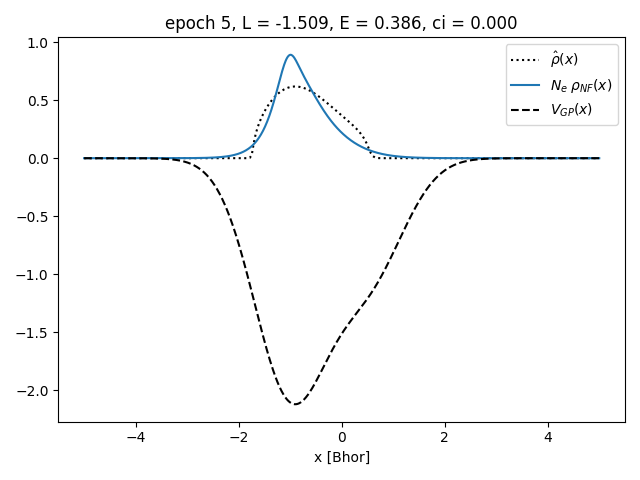 epoch 5, L = -1.509, E = 0.386, ci = 0.000
1.0
0.5
0.0
−0.5
−1.0
−1.5
−2.0
ρ̂(x)
N_e ρ_NF(x)
V_GP(x)
−4 −2 0 2 4
x [Bhor]